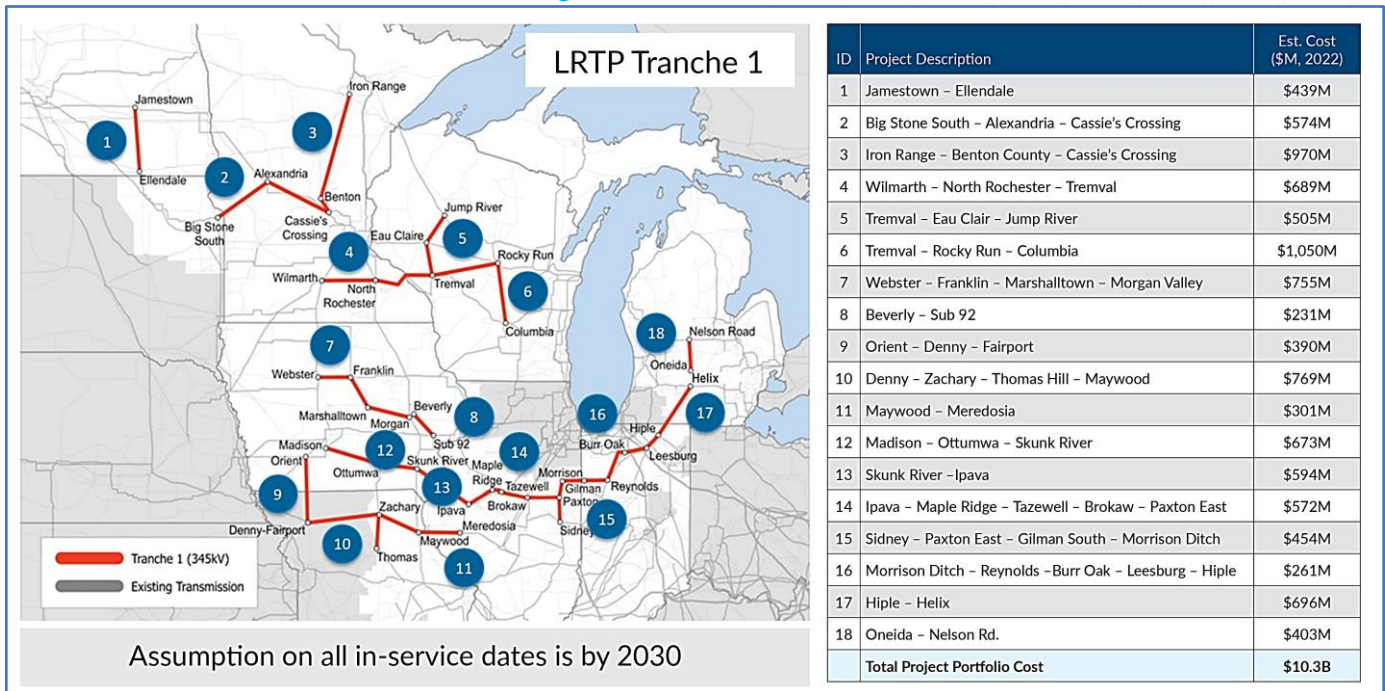 LRTP Tranche 1
Iron Range
Jamestown
3
1
Ellendale
2
Alexandria
Benton
Cassie's
Crossing
Big Stone
South
Jump River
Eau Claire
5
4
Rocky Run
Wilmarth
North
Rochester
Tremval
6
Columbia
18
Nelson Road
7
Oneida
Webster
Franklin
Helix
Marshalltown
Morgan
Beverly
8
16
17
Sub 92
Hiple
Burr Oak
Leesburg
Madison
Orient
12
Ottumwa
Skunk River
14
Maple
Ridge
Tazewell
Morrison
Gilman
Reynolds
13
Ipava
Brokaw
Paxton
9
Zachary
Sidney
15
Denny-Fairport
Meredosia
10
Thomas
Maywood
11
Tranche 1 (345kV)
Existing Transmission
Assumption on all in-service dates is by 2030
ID Project Description Est. Cost ($M, 2022)
1 Jamestown – Ellendale $439M
2 Big Stone South – Alexandria – Cassie's Crossing $574M
3 Iron Range – Benton County – Cassie's Crossing $970M
4 Wilmarth – North Rochester – Tremval $689M
5 Tremval – Eau Clair – Jump River $505M
6 Tremval – Rocky Run – Columbia $1,050M
7 Webster – Franklin – Marshalltown – Morgan Valley $755M
8 Beverly – Sub 92 $231M
9 Orient – Denny – Fairport $390M
10 Denny – Zachary – Thomas Hill – Maywood $769M
11 Maywood – Meredosia $301M
12 Madison – Ottumwa – Skunk River $673M
13 Skunk River –Ipava $594M
14 Ipava – Maple Ridge – Tazewell – Brokaw – Paxton East $572M
15 Sidney – Paxton East – Gilman South – Morrison Ditch $454M
16 Morrison Ditch – Reynolds –Burr Oak – Leesburg – Hiple $261M
17 Hiple – Helix $696M
18 Oneida – Nelson Rd. $403M
Total Project Portfolio Cost $10.3B